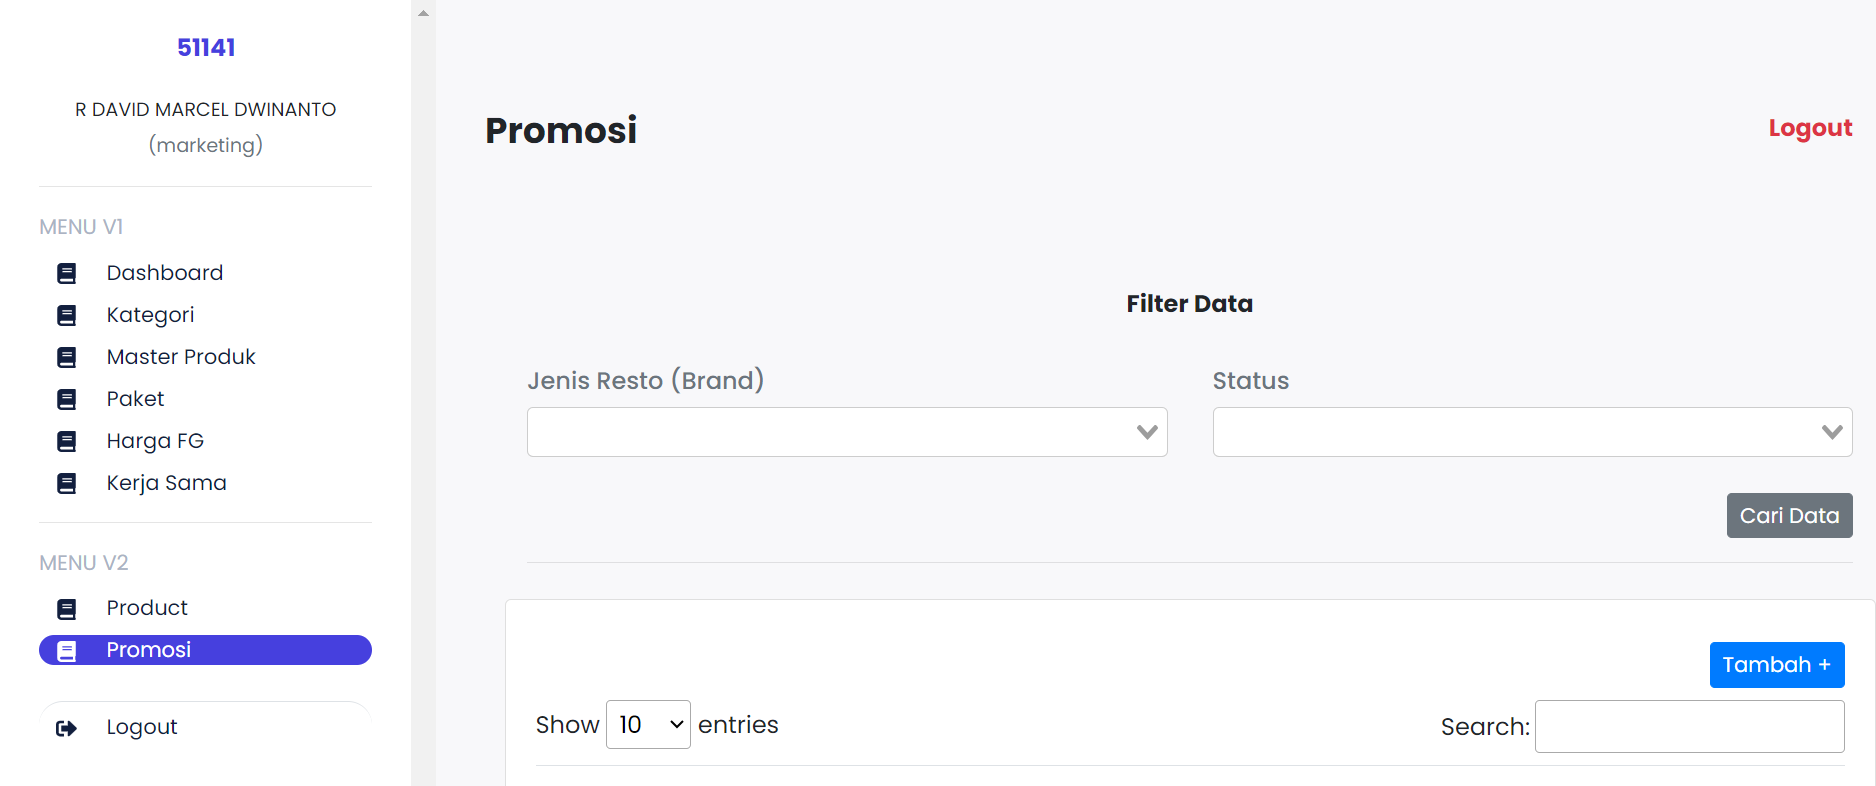 51141
R DAVID MARCEL DWINANTO
(marketing)
MENU V1
Dashboard
Kategori
Master Produk
Paket
Harga FG
Kerja Sama
MENU V2
Product
Promosi
Logout
Promosi
Logout
Filter Data
Jenis Resto (Brand)
Status
Cari Data
Tambah +
Show 10 entries
Search: